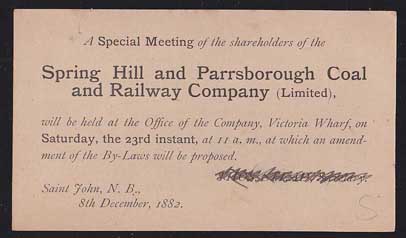 A Special Meeting of the shareholders of the
Spring Hill and Parrsborough Coal
and Railway Company (Limited),
will be held at the Office of the Company, Victoria Wharf, on
Saturday, the 23rd instant, at 11 a. m., at which an amend-
ment of the By-Laws will be proposed.
Saint John, N. B.,
8th December, 1882.
S